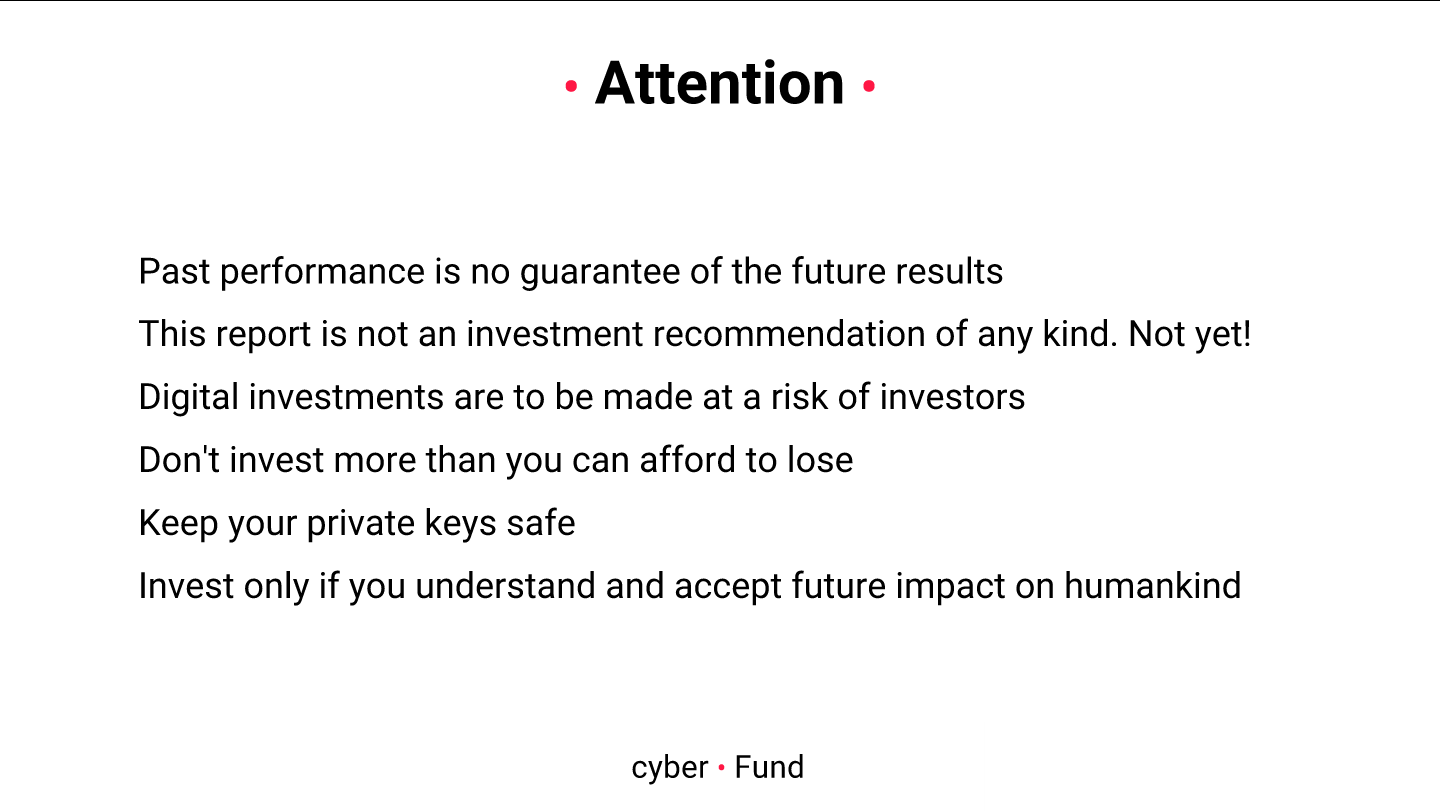 • Attention •
Past performance is no guarantee of the future results
This report is not an investment recommendation of any kind. Not yet!
Digital investments are to be made at a risk of investors
Don't invest more than you can afford to lose
Keep your private keys safe
Invest only if you understand and accept future impact on humankind
cyber • Fund